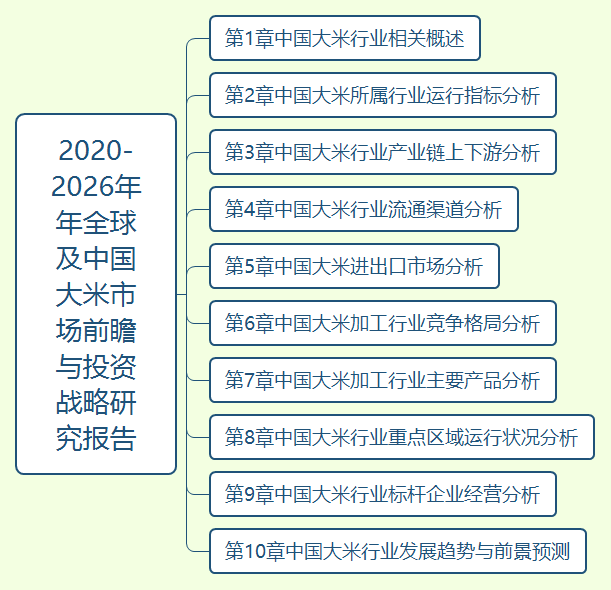 2020-
2026年
年全球
及中国
大米市
场前瞻
与投资
战略研
究报告
第1章中国大米行业相关概述
第2章中国大米所属行业运行指标分析
第3章中国大米行业产业链上下游分析
第4章中国大米行业流通渠道分析
第5章中国大米进出口市场分析
第6章中国大米加工行业竞争格局分析
第7章中国大米加工行业主要产品分析
第8章中国大米行业重点区域运行状况分析
第9章中国大米行业标杆企业经营分析
第10章中国大米行业发展趋势与前景预测